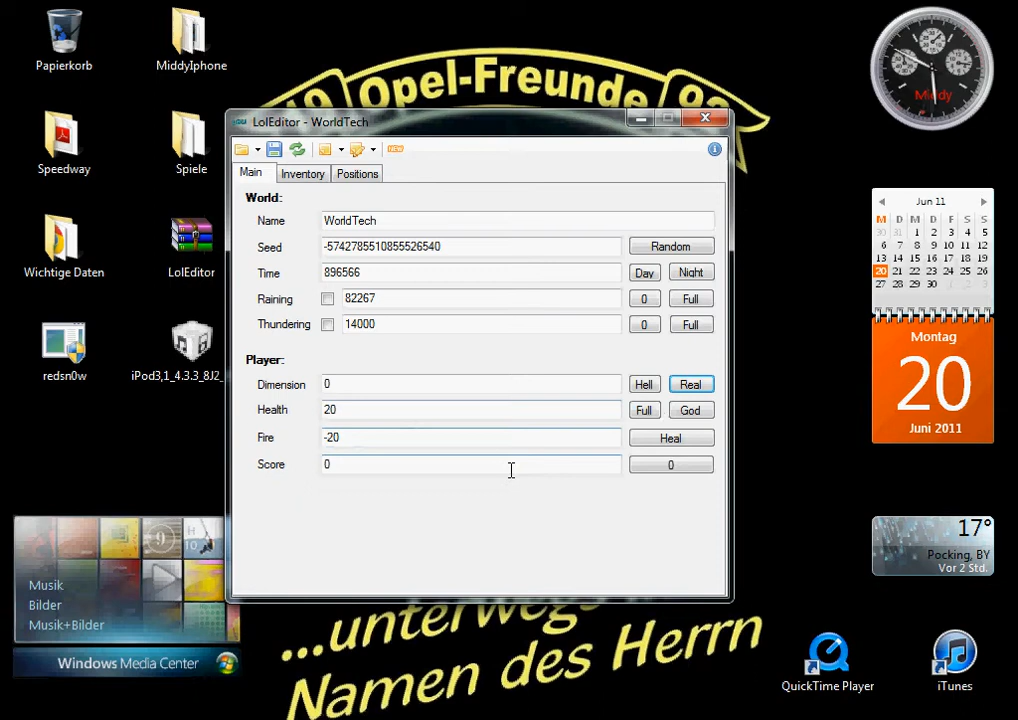 Papierkorb
MiddyIphone
Speedway
Spiele
Wichtige Daten
LolEditor
redsn0w
iPod3,1_4.3.3_8J2_
Opel-Freunde
LolEditor - WorldTech
NEW
Main
Inventory
Positions
World:
Name
WorldTech
Seed
-5742785510855526540
Random
Time
896566
Day
Night
Raining
82267
0
Full
Thundering
14000
0
Full
Player:
Dimension
0
Hell
Real
Health
20
Full
God
Fire
-20
Heal
Score
0
0
...unterwegs
Namen des Herrn
Middy
Jun 11
M D M D F S S
30 31 1 2 3 4 5
6 7 8 9 10 11 12
13 14 15 16 17 18 19
20 21 22 23 24 25 26
27 28 29 30 1 2 3
Montag
20
Juni 2011
17°
Pocking, BY
Vor 2 Std.
Musik
Bilder
Musik+Bilder
Windows Media Center
QuickTime Player
iTunes